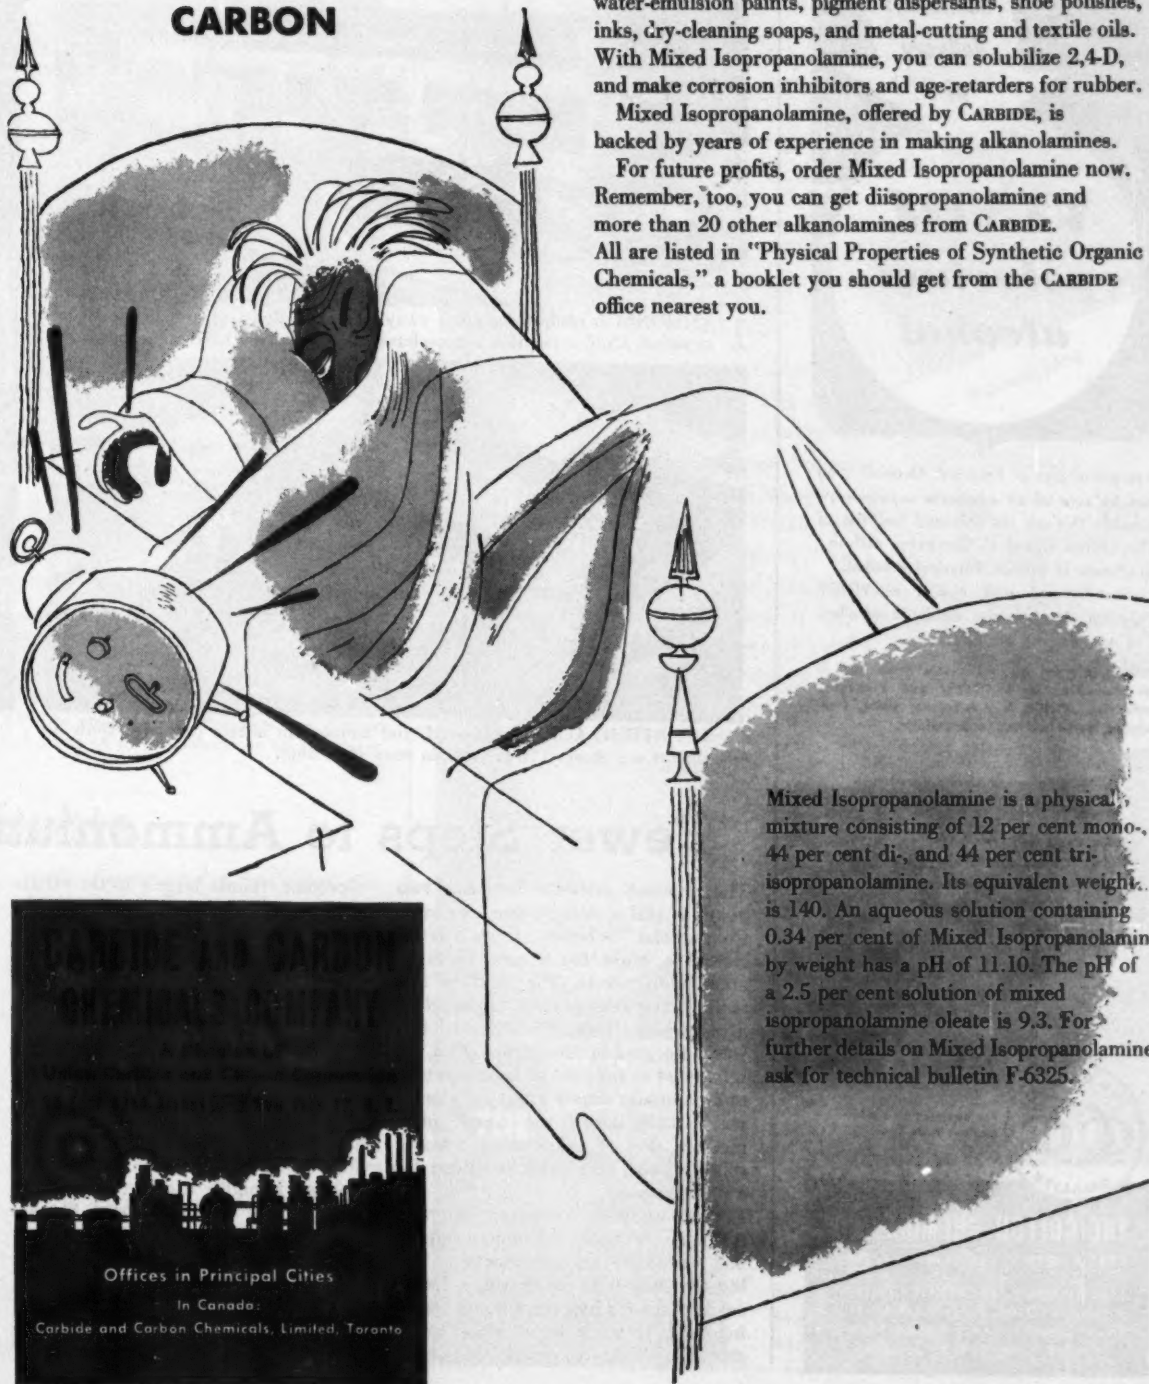 CARBON
water-emulsion paints, pigment dispersants, shoe polishes,
inks, dry-cleaning soaps, and metal-cutting and textile oils.
With Mixed Isopropanolamine, you can solubilize 2,4-D,
and make corrosion inhibitors and age-retarders for rubber.
Mixed Isopropanolamine, offered by CARBIDE, is
backed by years of experience in making alkanolamines.
For future profits, order Mixed Isopropanolamine now.
Remember, too, you can get diisopropanolamine and
more than 20 other alkanolamines from CARBIDE.
All are listed in "Physical Properties of Synthetic Organic
Chemicals," a booklet you should get from the CARBIDE
office nearest you.
Mixed Isopropanolamine is a physical
mixture consisting of 12 per cent mono-,
44 per cent di-, and 44 per cent tri-
isopropanolamine. Its equivalent weight
is 140. An aqueous solution containing
0.34 per cent of Mixed Isopropanolamin
by weight has a pH of 11.10. The pH of
a 2.5 per cent solution of mixed
isopropanolamine oleate is 9.3. For
further details on Mixed Isopropanolamine
ask for technical bulletin F-6325.
CARBIDE AND CARBON
CHEMICALS COMPANY
A Division of
Union Carbide and Carbon Corporation
Offices in Principal Cities
In Canada:
Carbide and Carbon Chemicals, Limited, Toronto